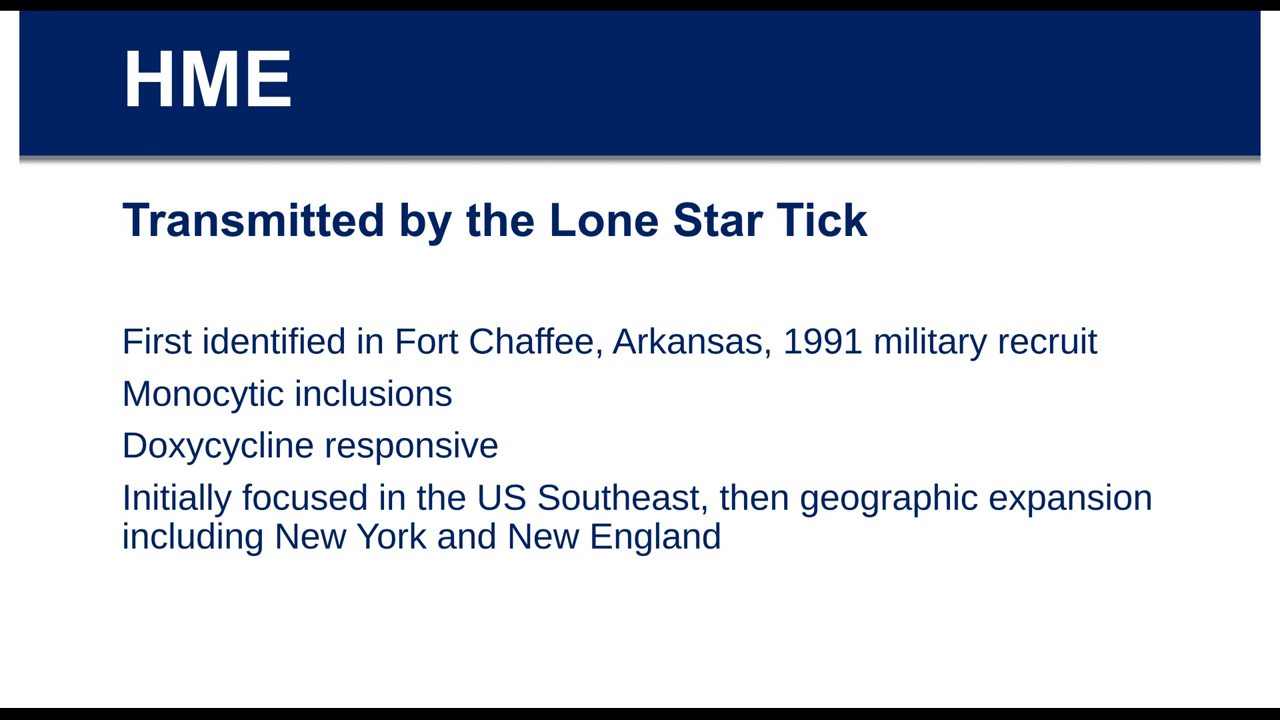 HME
Transmitted by the Lone Star Tick
First identified in Fort Chaffee, Arkansas, 1991 military recruit
Monocytic inclusions
Doxycycline responsive
Initially focused in the US Southeast, then geographic expansion
including New York and New England